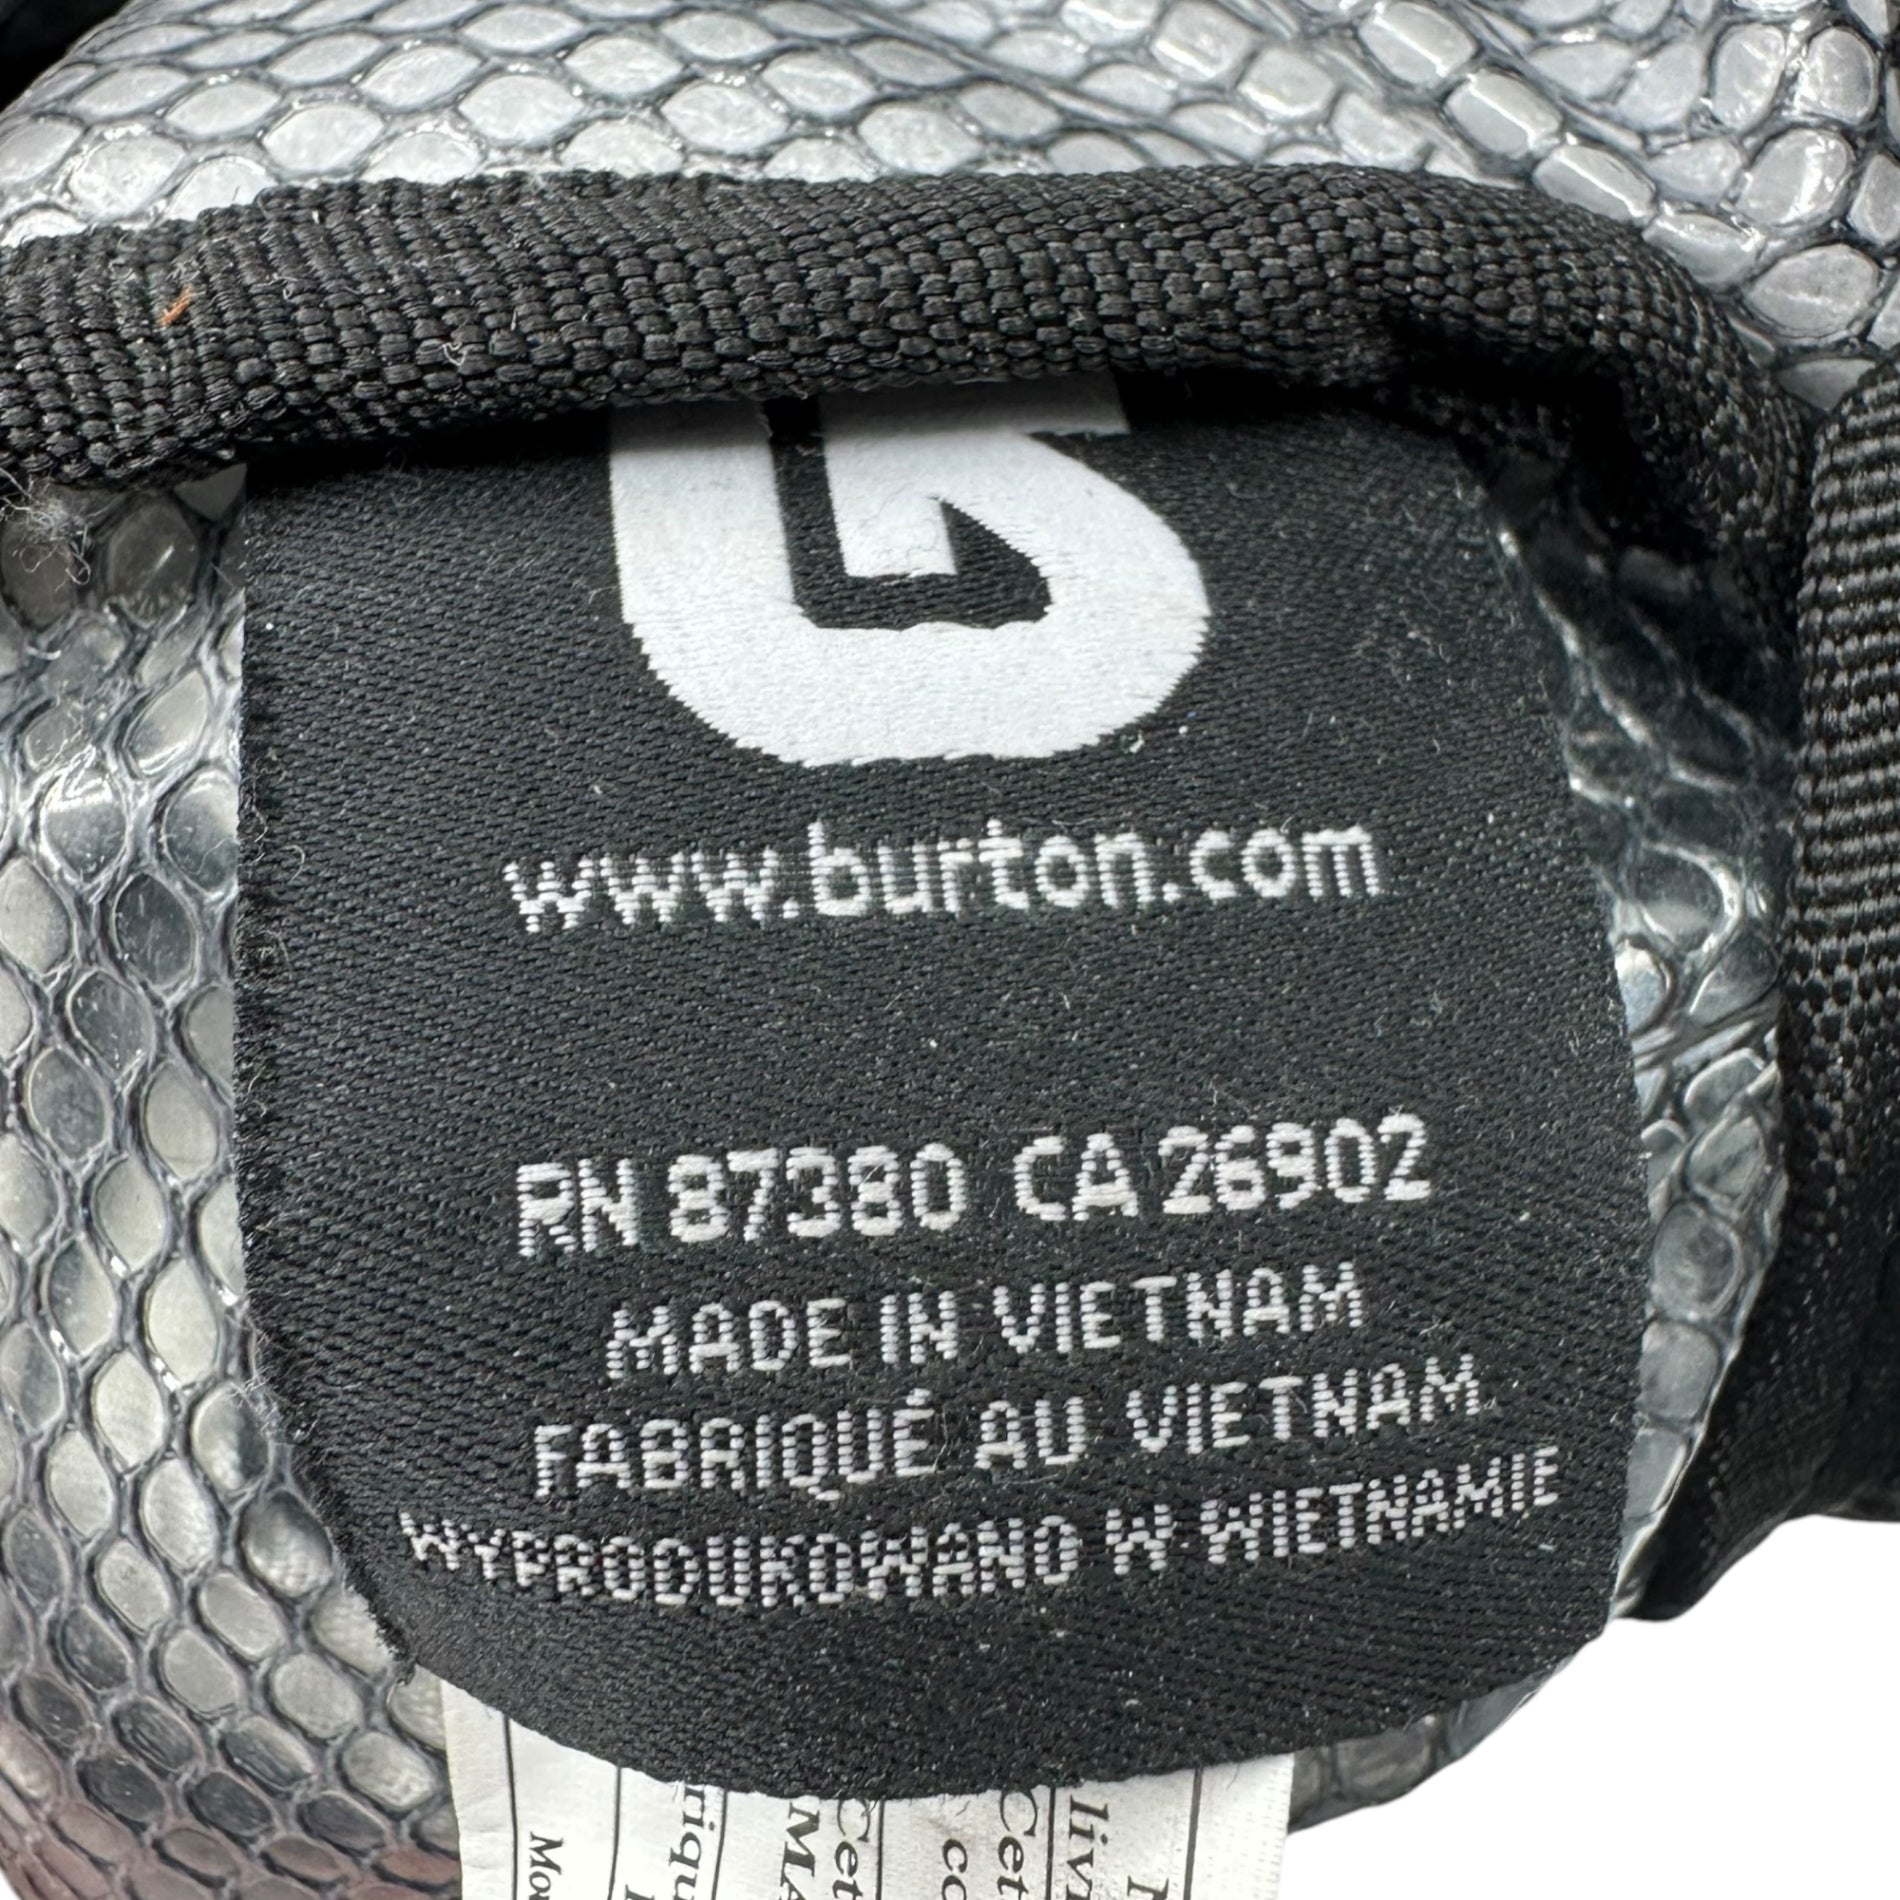 www.burton.com
RN 87380 CA 26902
MADE IN VIETNAM
FABRIQUÉ AU VIETNAM
WYPRODUKOWANO W WIETNAMIE